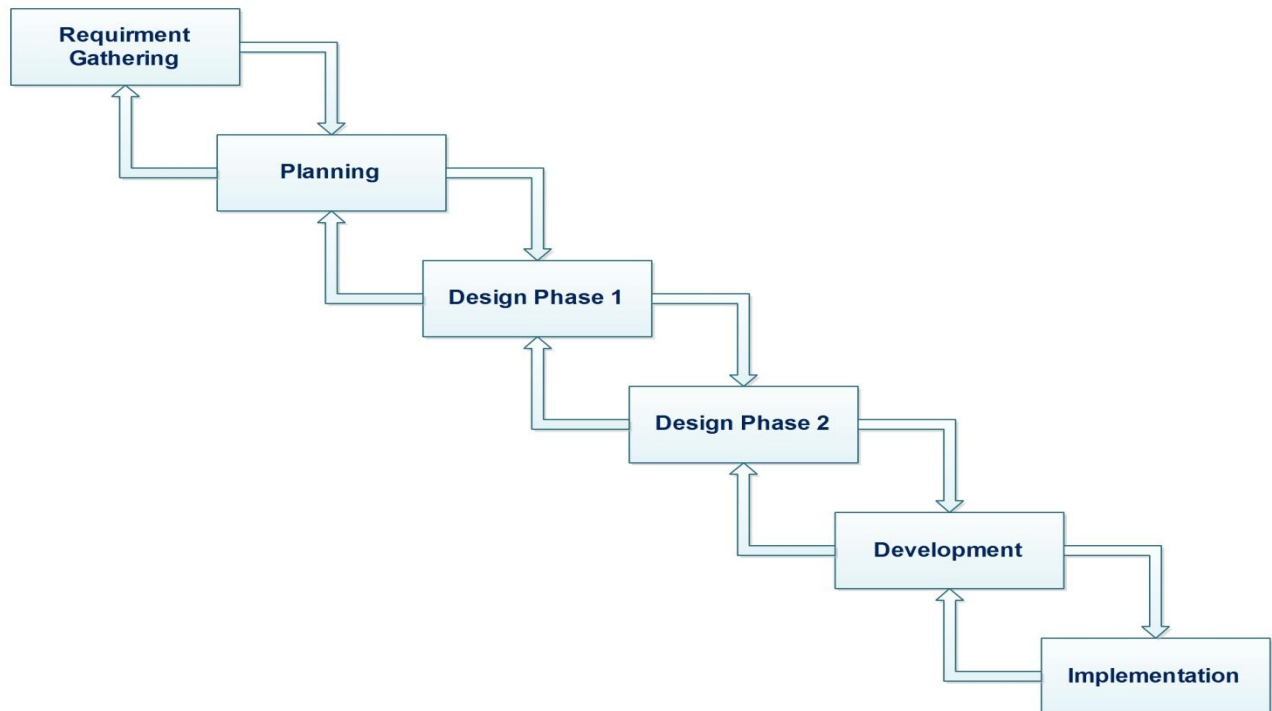 Requirment
Gathering
Planning
Design Phase 1
Design Phase 2
Development
Implementation